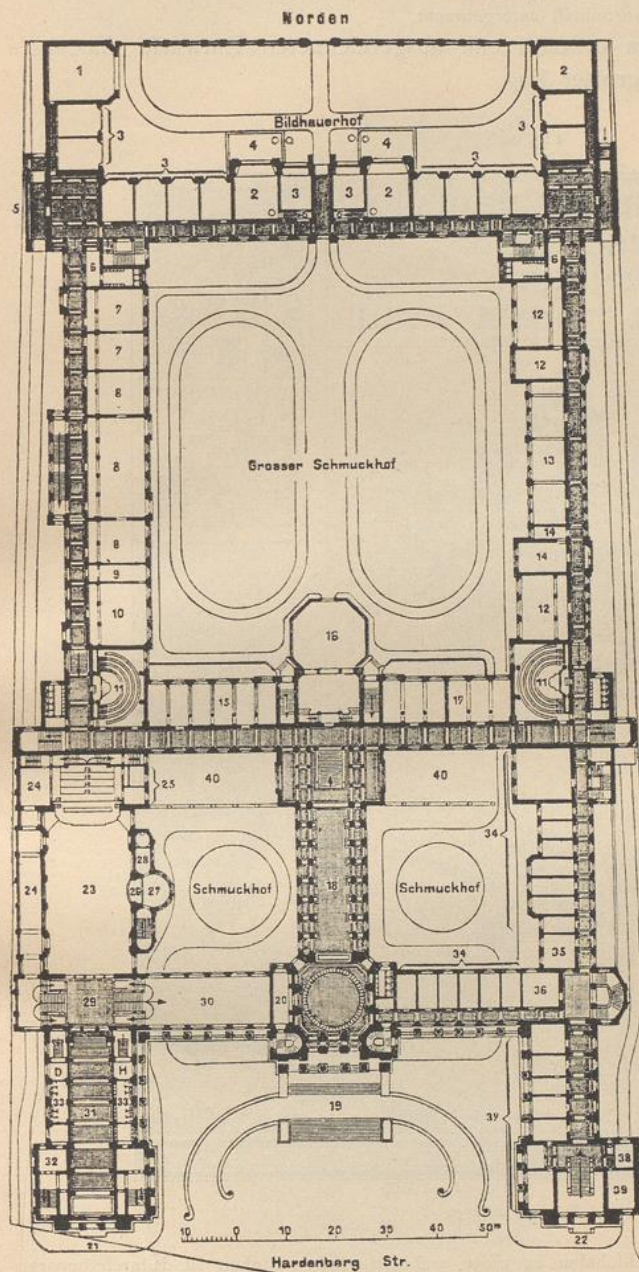 Norden
1 2
Bildhauerhof
3 4 4 3
3 3
2 3 3 2
5
6 6
7 12
7 12
8
Grosser Schmuckhof
8 13
14
8 14
9
10 12
16
11 15 17 11
24 25 40 40
34
24 23 28 18
26 27 Schmuckhof Schmuckhof
34 35
29 30 20 36
D H
33 31 33 19 37
32 38
39
10 0 10 20 30 40 50 m
21 22
Hardenberg Str.